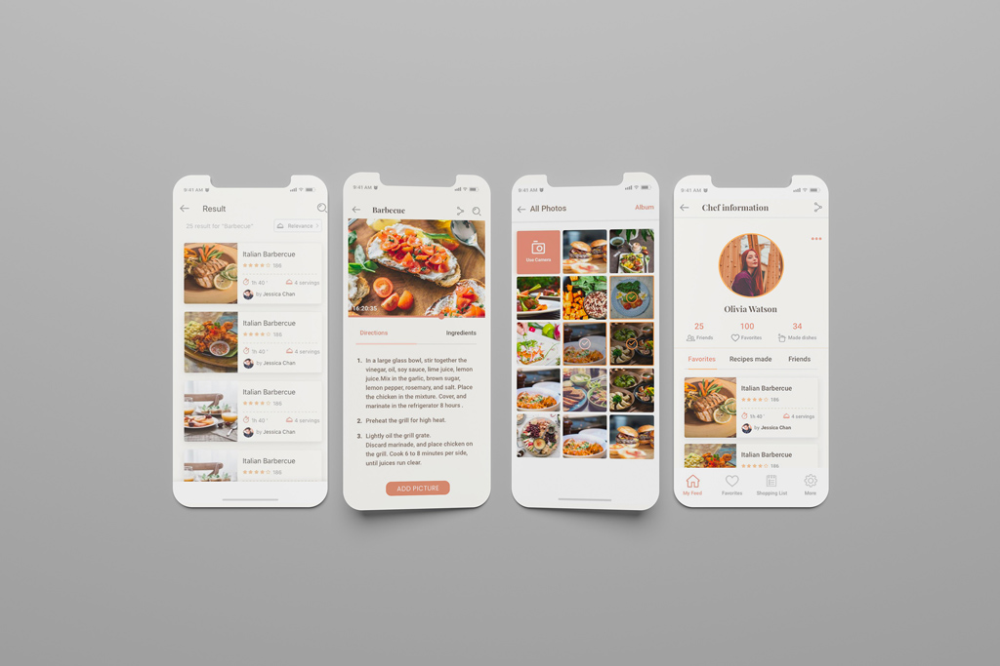 9:41 AM
Result
25 result for "Barbecue"
Relevance
Italian Barbercue
186
1h 40 '
4 servings
by Jessica Chan
Italian Barbercue
186
1h 40 '
4 servings
by Jessica Chan
Italian Barbercue
186
1h 40 '
4 servings
by Jessica Chan
Italian Barbercue
186
9:41 AM
Barbecue
16:20:35
Directions
Ingredients
1. In a large glass bowl, stir together the
vinegar, oil, soy sauce, lime juice, lemon
juice.Mix in the garlic, brown sugar,
lemon pepper, rosemary, and salt. Place
the chicken in the mixture. Cover, and
marinate in the refrigerator 8 hours .
2. Preheat the grill for high heat.
3. Lightly oil the grill grate.
Discard marinade, and place chicken on
the grill. Cook 6 to 8 minutes per side,
until juices run clear.
ADD PICTURE
9:41 AM
All Photos
Album
Use Camera
9:41 AM
Chef information
Olivia Watson
25
100
34
Friends
Favorites
Made dishes
Favorites
Recipes made
Friends
Italian Barbercue
186
1h 40 '
4 servings
by Jessica Chan
Italian Barbercue
186
My Feed
Favorites
Shopping List
More